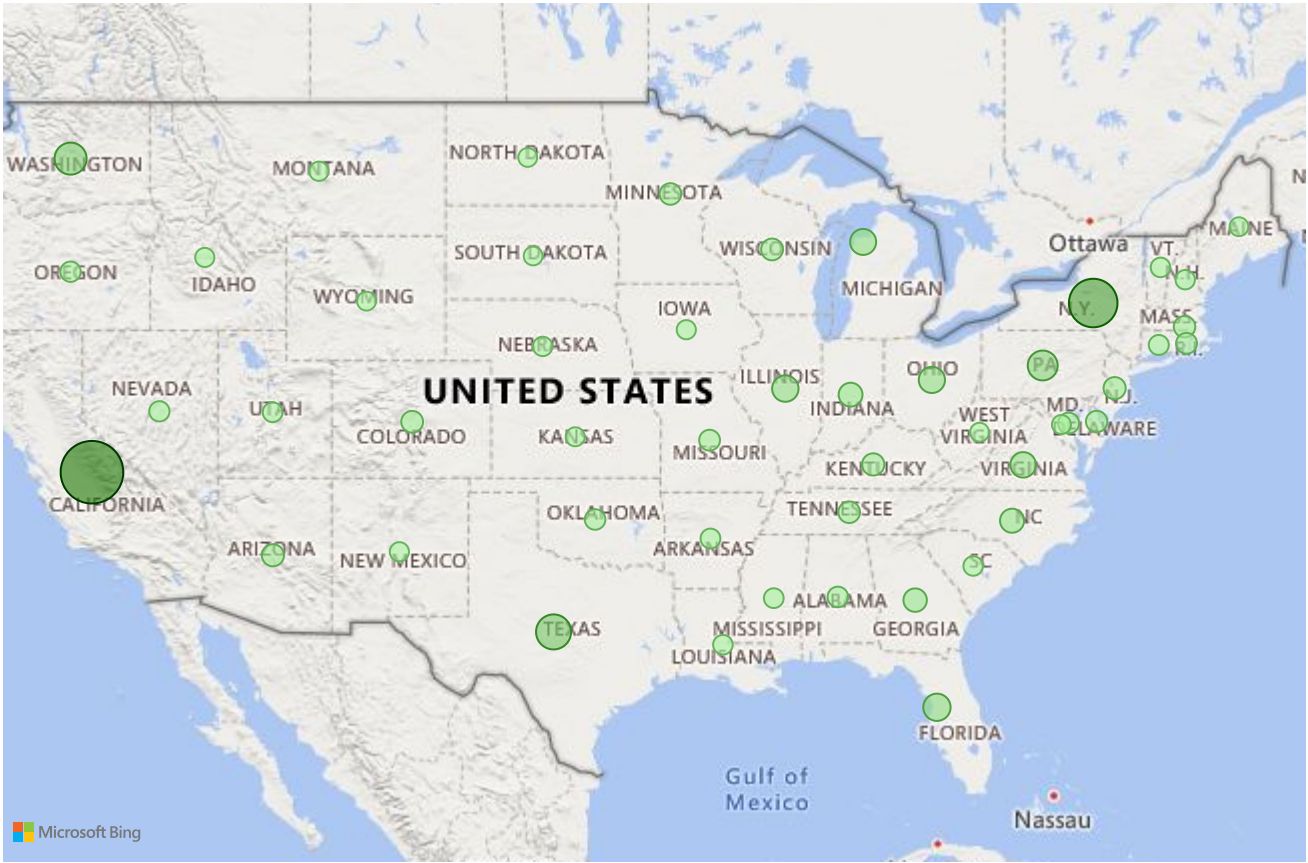 WASHINGTON
MONTANA
NORTH DAKOTA
MINNESOTA
OREGON
IDAHO
WYOMING
SOUTH DAKOTA
WISCONSIN
MICHIGAN
Ottawa
MAINE
VT.
N.H.
N.Y.
MASS.
R.I.
IOWA
NEBRASKA
NEVADA
UTAH
COLORADO
UNITED STATES
KANSAS
ILLINOIS
INDIANA
OHIO
PA
N.J.
MD.
DELAWARE
WEST
VIRGINIA
MISSOURI
KENTUCKY
VIRGINIA
CALIFORNIA
ARIZONA
NEW MEXICO
OKLAHOMA
ARKANSAS
TENNESSEE
NC
SC
TEXAS
MISSISSIPPI
ALABAMA
GEORGIA
LOUISIANA
FLORIDA
Gulf of
Mexico
Nassau
Microsoft Bing